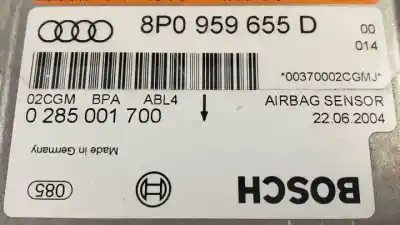 8P0 959 655 D
00
014
*00370002CGMJ*
02CGM BPA ABL4
AIRBAG SENSOR
0 285 001 700
22.06.2004
Made in Germany
085
BOSCH